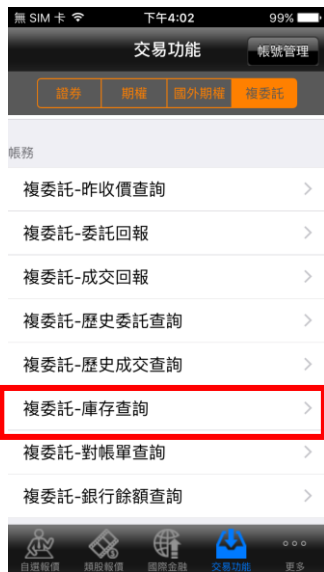 無 SIM 卡 下午4:02 99%
交易功能 帳號管理
證券 期權 國外期權 複委託
帳務
複委託-昨收價查詢
複委託-委託回報
複委託-成交回報
複委託-歷史委託查詢
複委託-歷史成交查詢
複委託-庫存查詢
複委託-對帳單查詢
複委託-銀行餘額查詢
自選報價 類股報價 國際金融 交易功能 更多